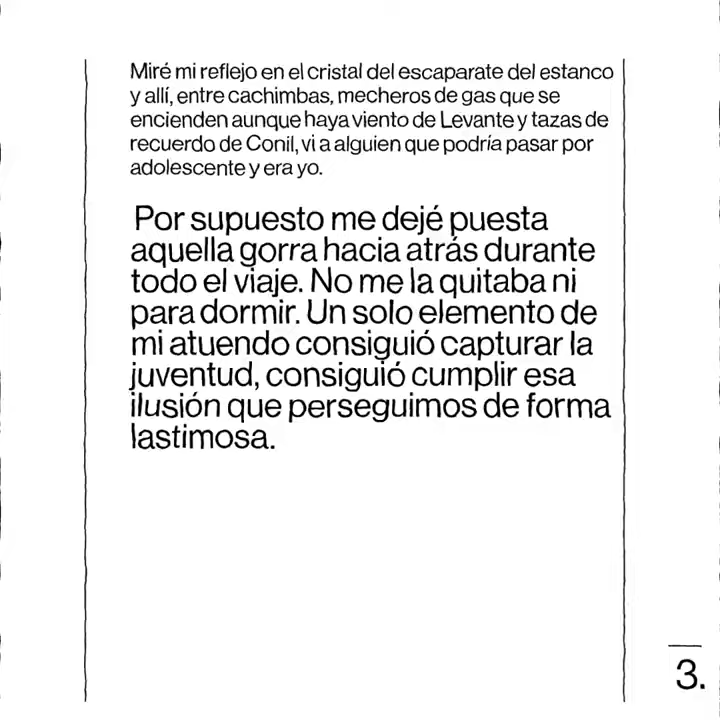 Miré mi reflejo en el cristal del escaparate del estanco
y allí, entre cachimbas, mecheros de gas que se
encienden aunque haya viento de Levante y tazas de
recuerdo de Conil, vi a alguien que podría pasar por
adolescente y era yo.
Por supuesto me dejé puesta
aquella gorra hacia atrás durante
todo el viaje. No me la quitaba ni
para dormir. Un solo elemento de
mi atuendo consiguió capturar la
juventud, consiguió cumplir esa
ilusión que perseguimos de forma
lastimosa.
3.